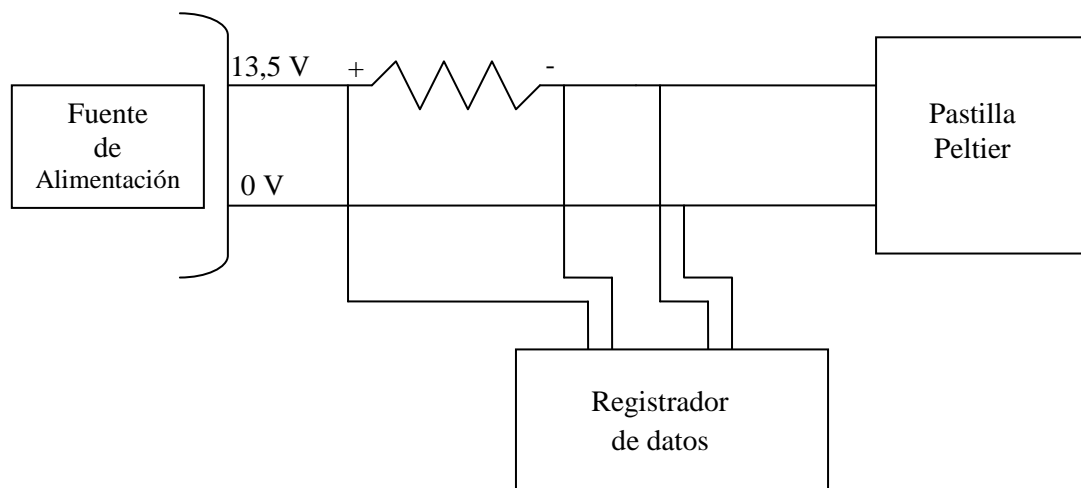 13,5 V
+
-
Fuente
de
Alimentación
0 V
Pastilla
Peltier
Registrador
de datos